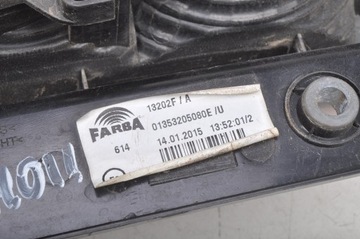 FARBA
13202F / A
01353205080E /U
614
14.01.2015 13:52:01/2